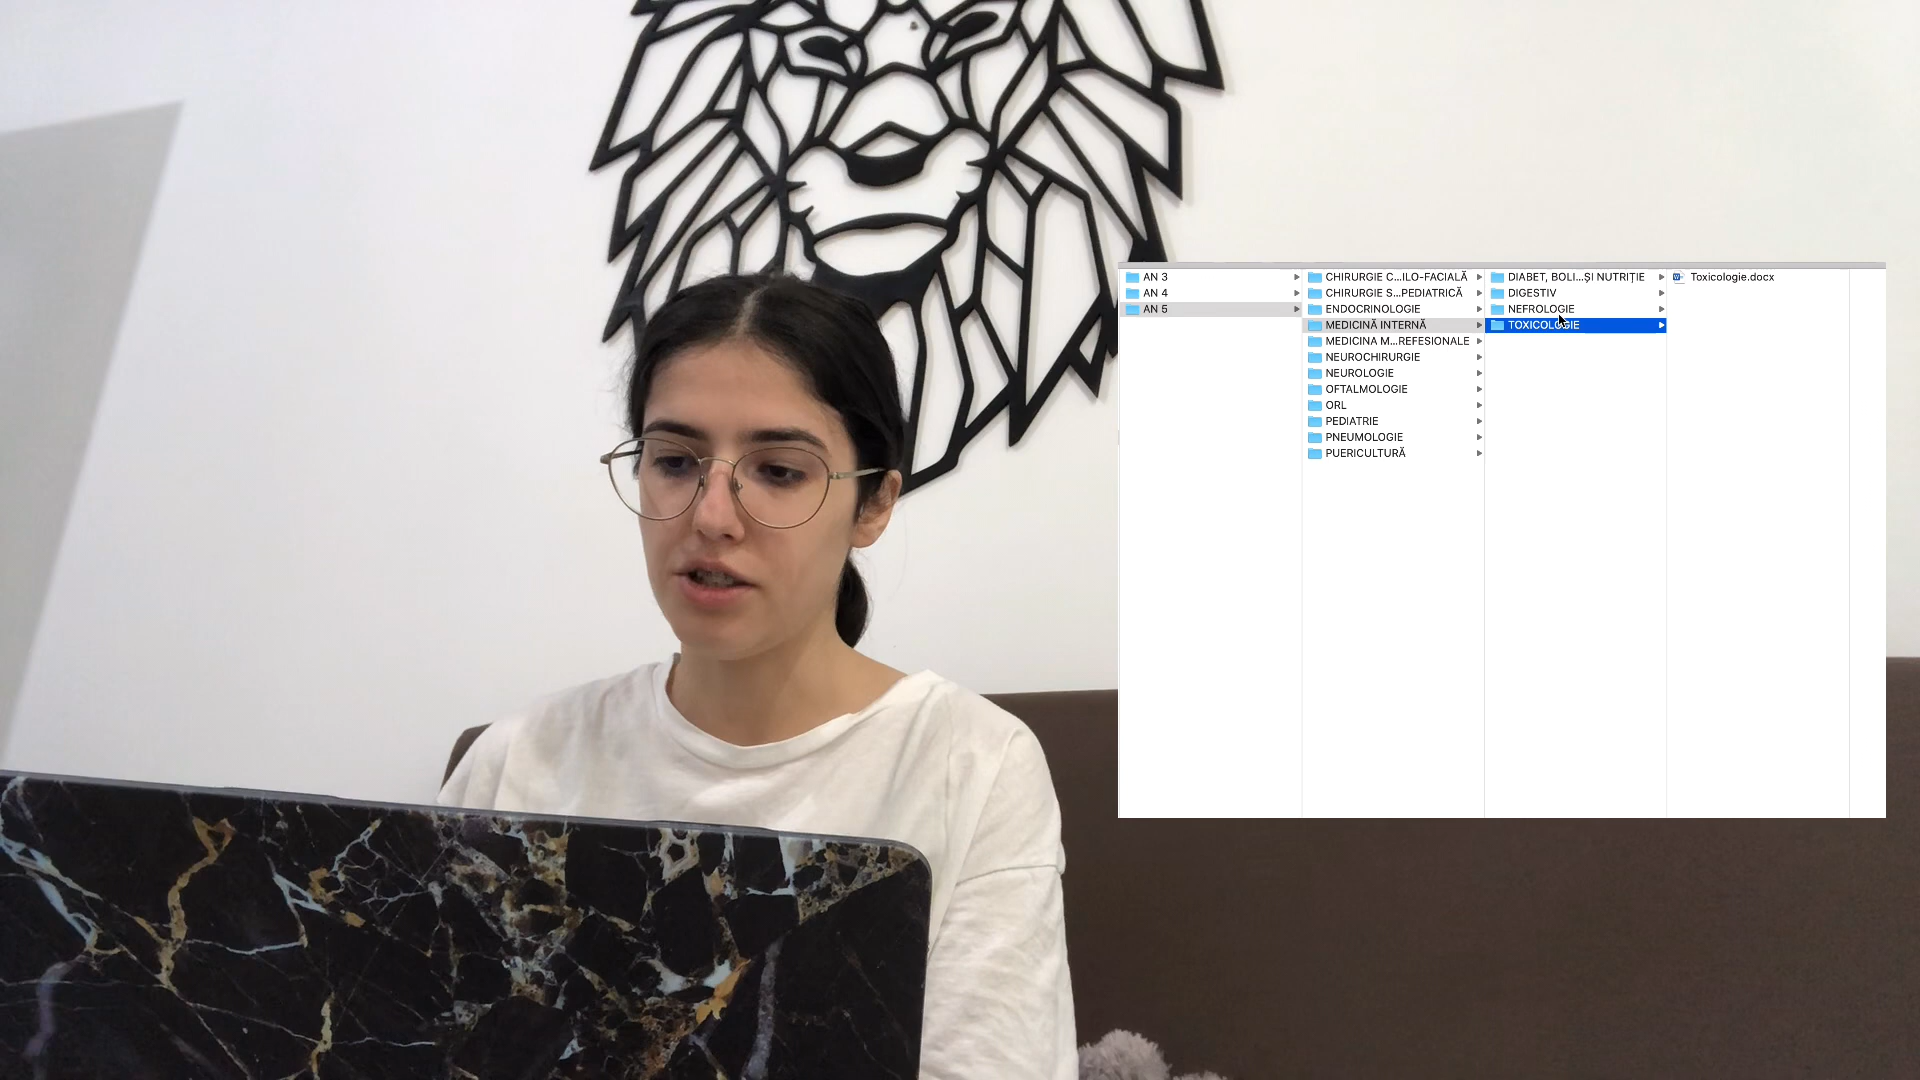 AN 3
AN 4
AN 5
CHIRURGIE C...ILO-FACIALĂ
CHIRURGIE S...PEDIATRICĂ
ENDOCRINOLOGIE
MEDICINĂ INTERNĂ
MEDICINA M...REFESIONALE
NEUROCHIRURGIE
NEUROLOGIE
OFTALMOLOGIE
ORL
PEDIATRIE
PNEUMOLOGIE
PUERICULTURĂ
DIABET, BOLI...ȘI NUTRIȚIE
DIGESTIV
NEFROLOGIE
TOXICOLOGIE
Toxicologie.docx